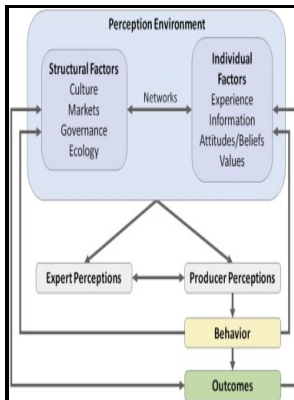 Perception Environment
Structural Factors
Culture
Markets
Governance
Ecology
Networks
Individual
Factors
Experience
Information
Attitudes/Beliefs
Values
Expert Perceptions
Producer Perceptions
Behavior
Outcomes